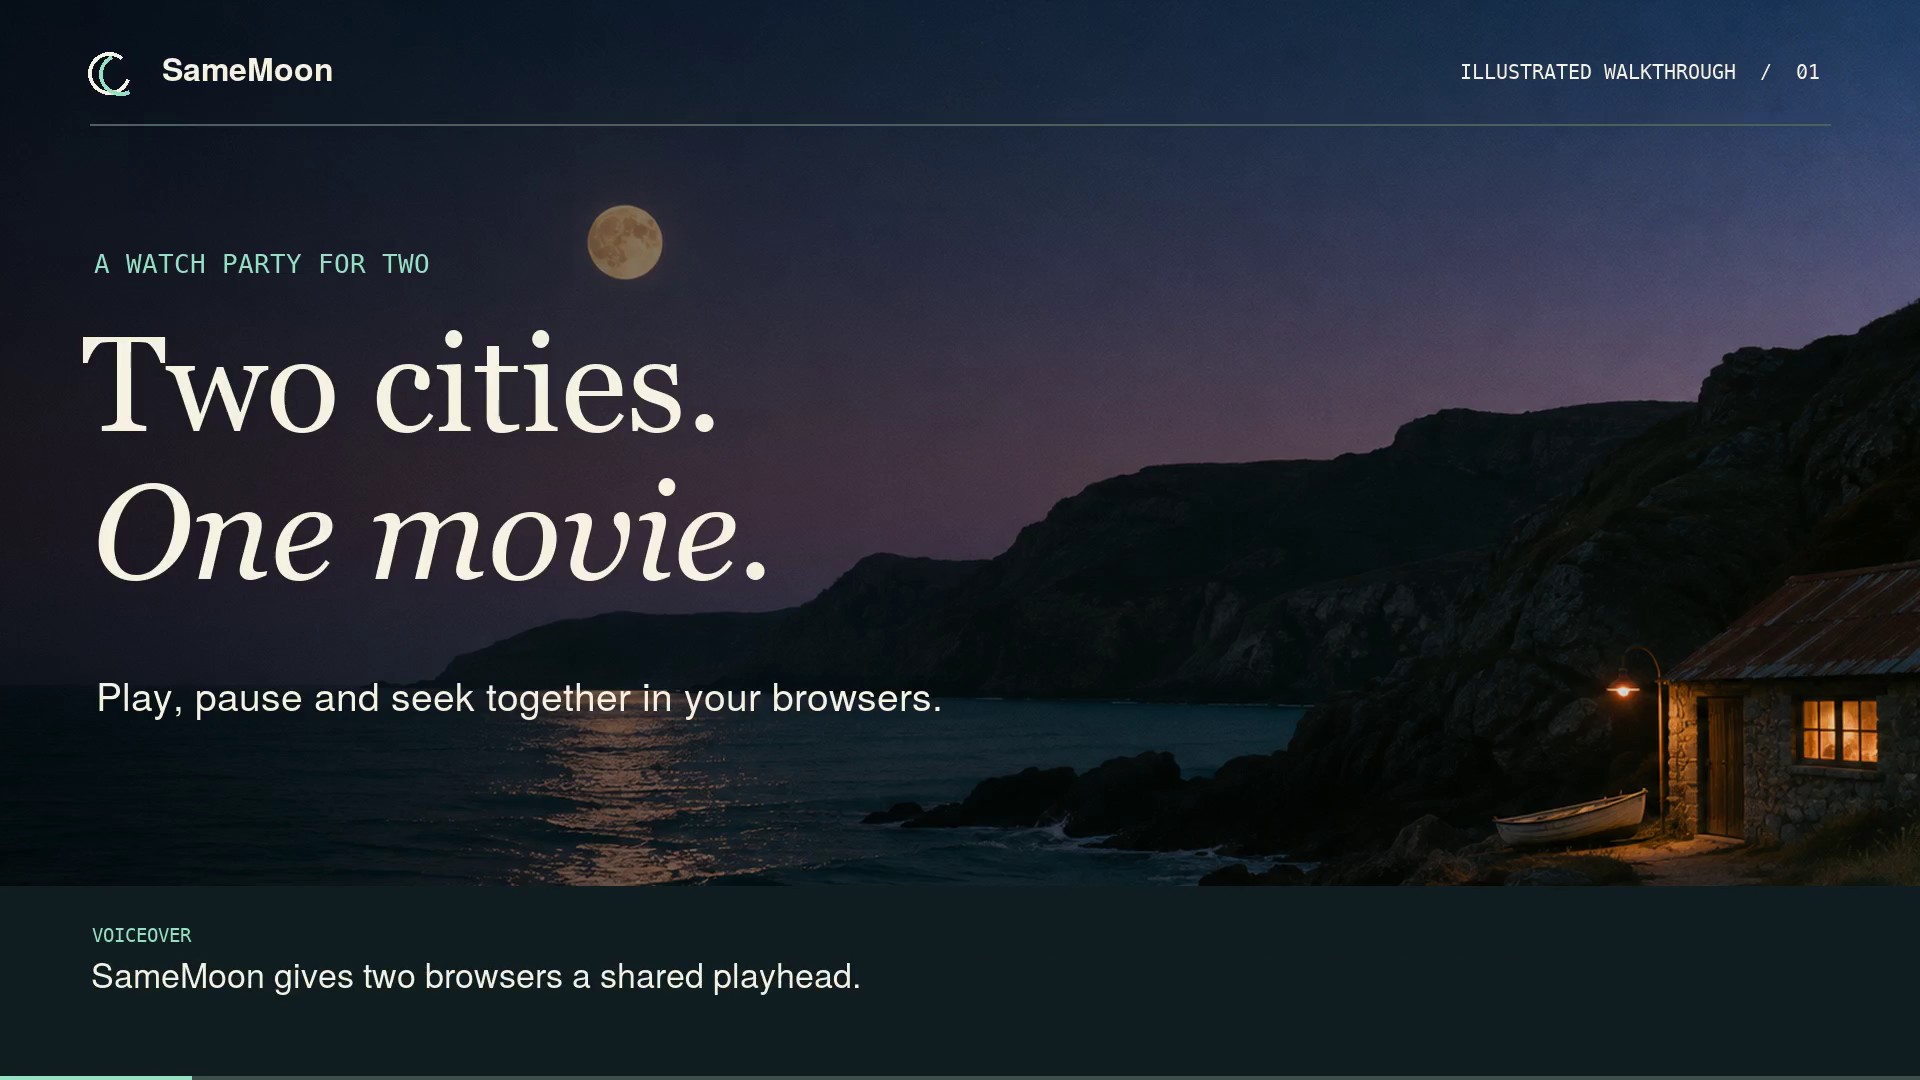 SameMoon
ILLUSTRATED WALKTHROUGH / 01
A WATCH PARTY FOR TWO
Two cities.
One movie.
Play, pause and seek together in your browsers.
VOICEOVER
SameMoon gives two browsers a shared playhead.